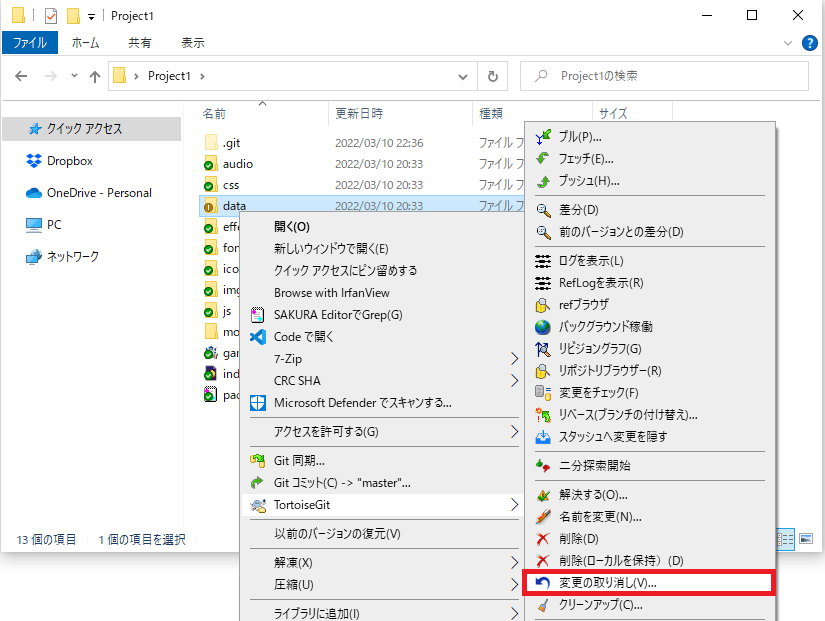 Project1
ファイル ホーム 共有 表示
Project1 Project1の検索
名前 更新日時 種類 サイズ
クイック アクセス
Dropbox
OneDrive - Personal
PC
ネットワーク
.git 2022/03/10 22:36 ファイル フ
audio 2022/03/10 20:33 ファイル フ
css 2022/03/10 20:33 ファイル フ
data 2022/03/10 20:33 ファイル フ
effe
fon
ico
img
js
mo
gar
ind
pac
13 個の項目 1 個の項目を選択
開く(O)
新しいウィンドウで開く(E)
クイック アクセスにピン留めする
Browse with IrfanView
SAKURA EditorでGrep(G)
Code で開く
7-Zip
CRC SHA
Microsoft Defender でスキャンする...
アクセスを許可する(G)
Git 同期...
Git コミット(C) -> "master"...
TortoiseGit
以前のバージョンの復元(V)
解凍(X)
圧縮(U)
ライブラリに追加(I)
プル(P)...
フェッチ(E)...
プッシュ(H)...
差分(D)
前のバージョンとの差分(D)
ログを表示(L)
RefLogを表示(R)
refブラウザ
バックグラウンド稼働
リビジョングラフ(G)
リポジトリブラウザー(R)
変更をチェック(F)
リベース(ブランチの付け替え)...
スタッシュへ変更を隠す
二分探索開始
解決する(O)...
名前を変更(N)...
削除(D)
削除(ローカルを保持）(D)
変更の取り消し(V)...
クリーンアップ(C)...